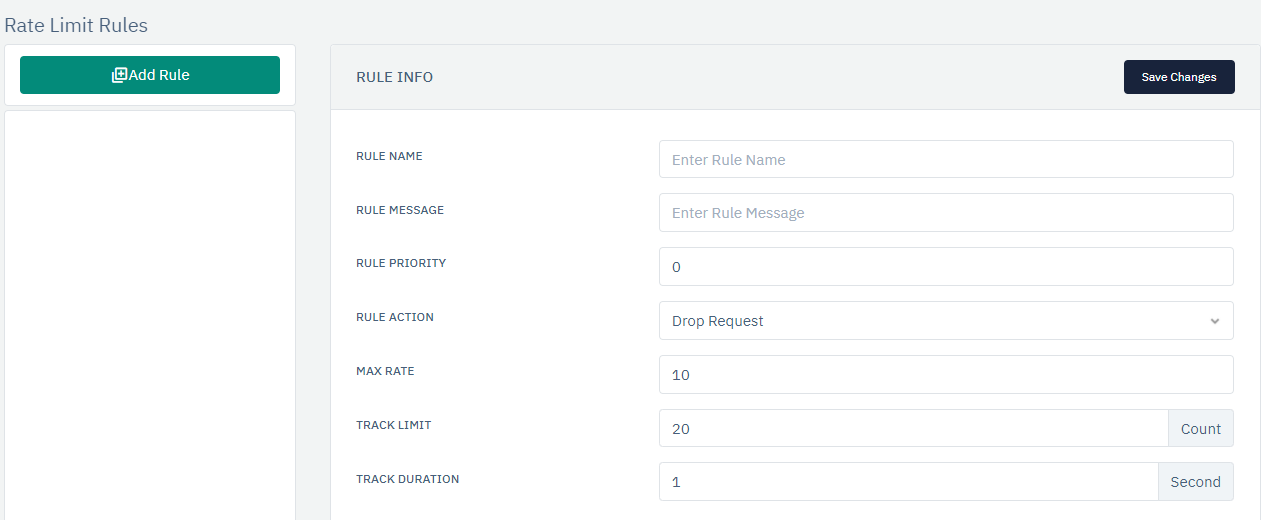 Rate Limit Rules
Add Rule
RULE INFO
Save Changes
RULE NAME
Enter Rule Name
RULE MESSAGE
Enter Rule Message
RULE PRIORITY
0
RULE ACTION
Drop Request
MAX RATE
10
TRACK LIMIT
20
Count
TRACK DURATION
1
Second